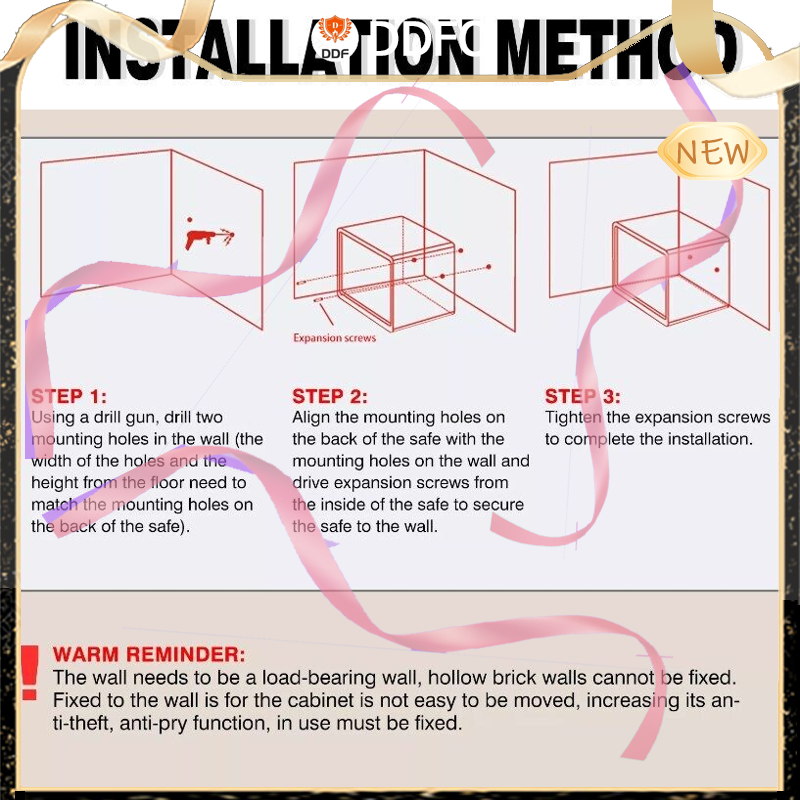 INSTALLATION METHOD
DDF
NEW
Expansion screws
STEP 1:
Using a drill gun, drill two
mounting holes in the wall (the
width of the holes and the
height from the floor need to
match the mounting holes on
the back of the safe).
STEP 2:
Align the mounting holes on
the back of the safe with the
mounting holes on the wall and
drive expansion screws from
the inside of the safe to secure
the safe to the wall.
STEP 3:
Tighten the expansion screws
to complete the installation.
WARM REMINDER:
The wall needs to be a load-bearing wall, hollow brick walls cannot be fixed.
Fixed to the wall is for the cabinet is not easy to be moved, increasing its an-
ti-theft, anti-pry function, in use must be fixed.